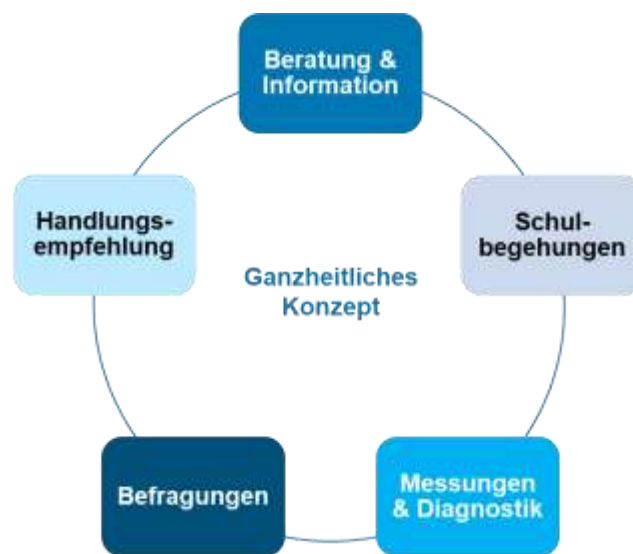 Beratung &
Information
Handlungs-
empfehlung
Schul-
begehungen
Ganzheitliches
Konzept
Befragungen
Messungen
& Diagnostik